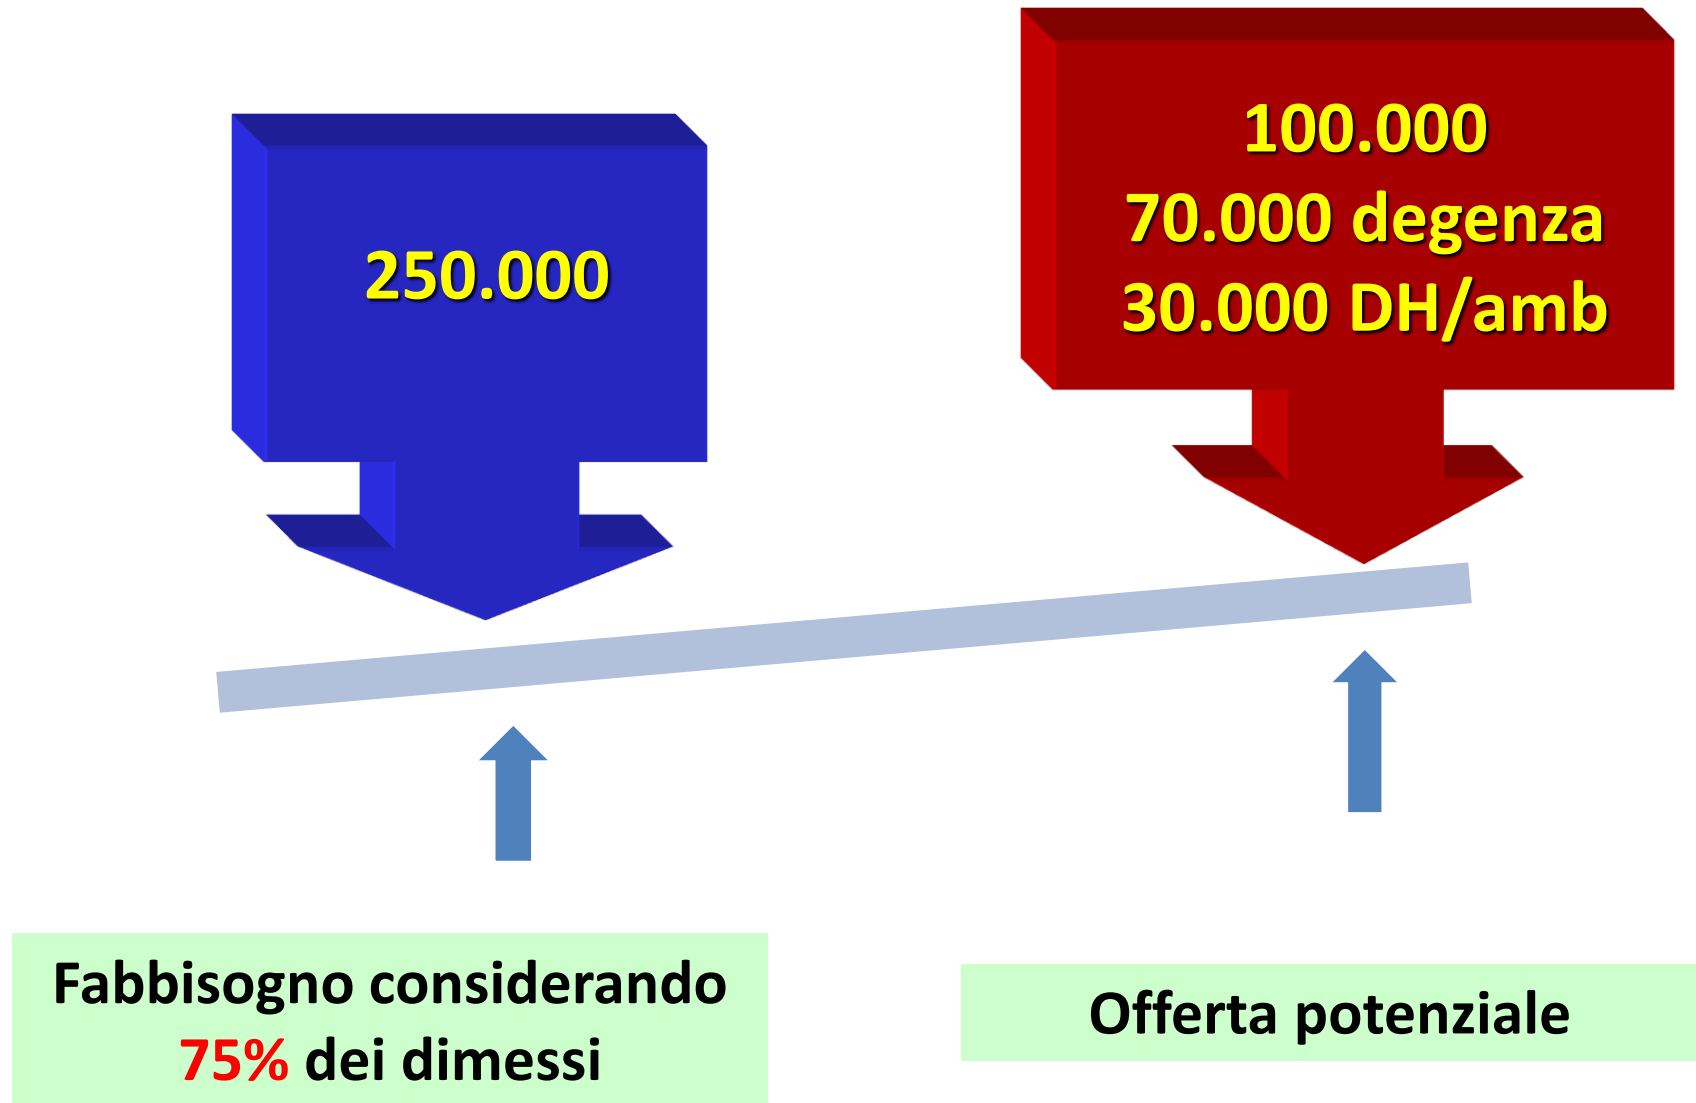 250.000
100.000
70.000 degenza
30.000 DH/amb
Fabbisogno considerando
75% dei dimessi
Offerta potenziale